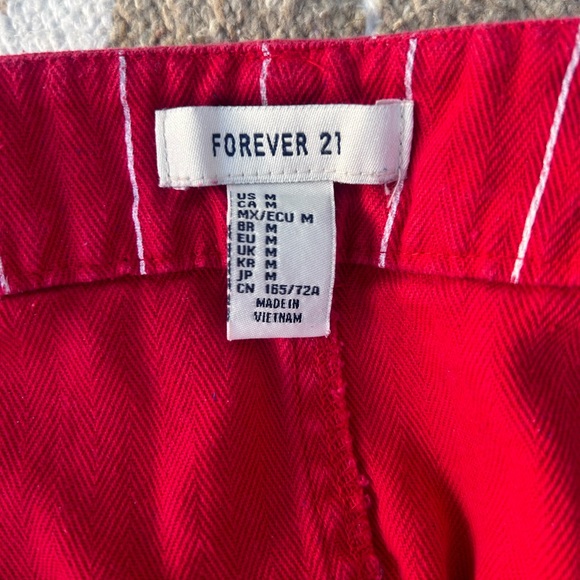 FOREVER 21
US M
CA M
MX/ECU M
BR M
EU M
UK M
KR M
JP M
CN 165/72A
MADE IN
VIETNAM